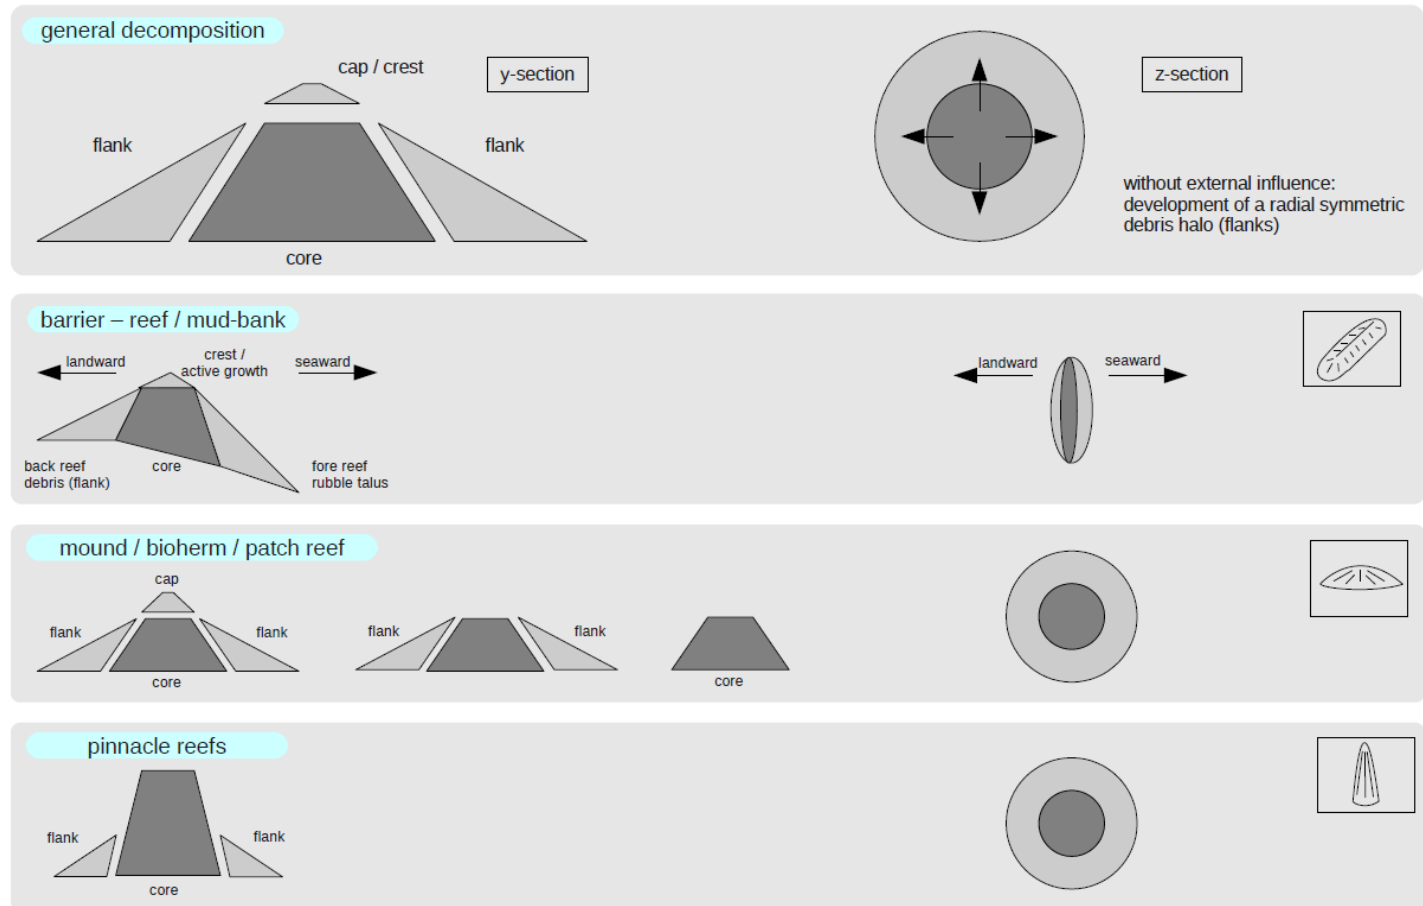 general decomposition
cap / crest
y-section
z-section
flank
flank
without external influence:
development of a radial symmetric
debris halo (flanks)
core
barrier – reef / mud-bank
landward
crest /
active growth
seaward
landward
seaward
back reef
debris (flank)
core
fore reef
rubble talus
mound / bioherm / patch reef
cap
flank
flank
flank
flank
core
core
pinnacle reefs
flank
flank
core